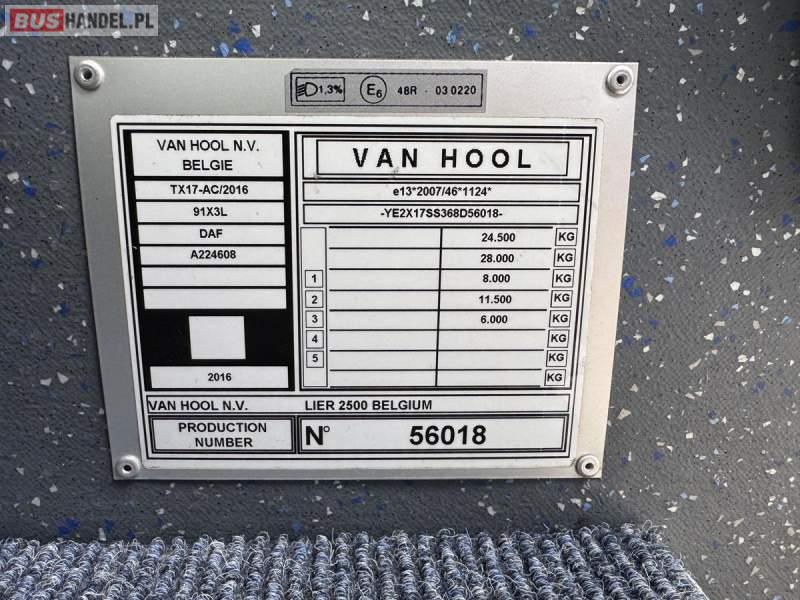 BUSHANDEL.PL
1,3% E6 48R - 03 0220
VAN HOOL N.V.
BELGIE
TX17-AC/2016
91X3L
DAF
A224608
2016
VAN HOOL
e13*2007/46*1124*
-YE2X17SS368D56018-
24.500 KG
28.000 KG
1 8.000 KG
2 11.500 KG
3 6.000 KG
4 KG
5 KG
KG
VAN HOOL N.V. LIER 2500 BELGIUM
PRODUCTION
NUMBER
Nº 56018